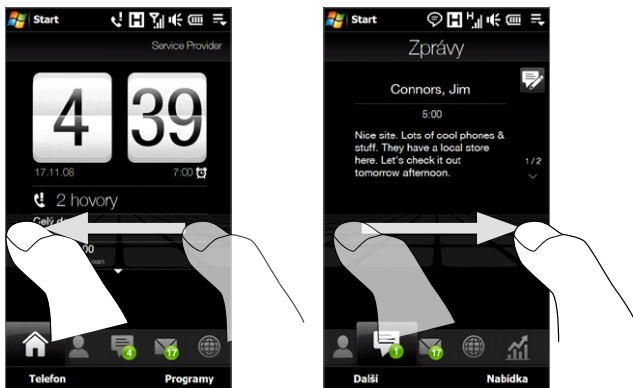 Start
Service Provider
4 39
17.11.08 7:00
2 hovory
Celý
00
4 17
Telefon Programy
Start
Zprávy
Connors, Jim
5:00
Nice site. Lots of cool phones &
stuff. They have a local store
here. Let's check it out
tomorrow afternoon.
1/2
1 17
Další Nabídka